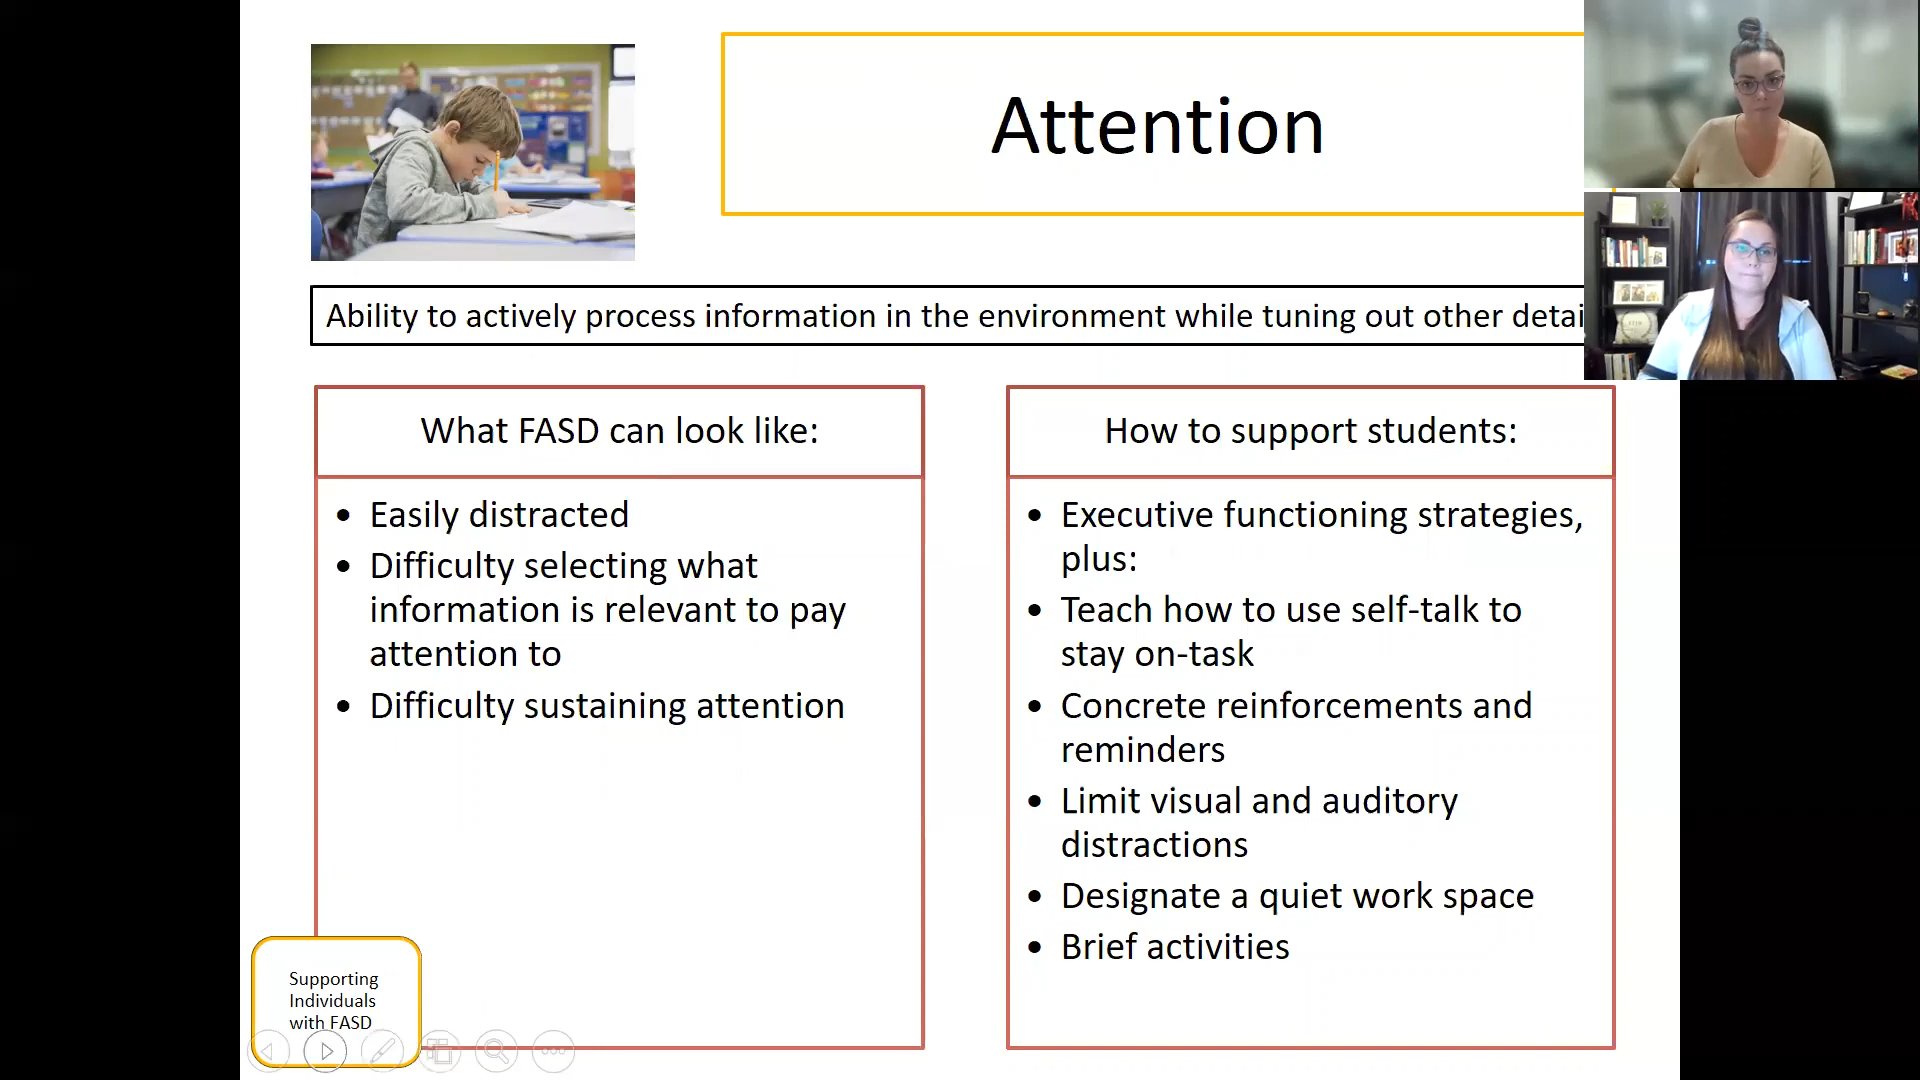 Attention
Ability to actively process information in the environment while tuning out other detai
What FASD can look like:
• Easily distracted
• Difficulty selecting what
information is relevant to pay
attention to
• Difficulty sustaining attention
How to support students:
• Executive functioning strategies,
plus:
• Teach how to use self-talk to
stay on-task
• Concrete reinforcements and
reminders
• Limit visual and auditory
distractions
• Designate a quiet work space
• Brief activities
Supporting
Individuals
with FASD